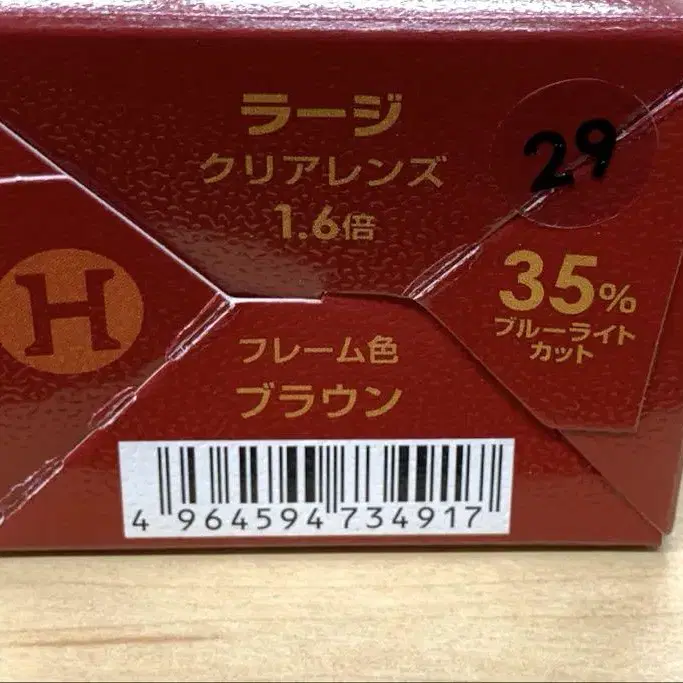 ラージ
クリアレンズ
1.6倍
29
35%
ブルーライト
カット
H
フレーム色
ブラウン
4 964594 734917